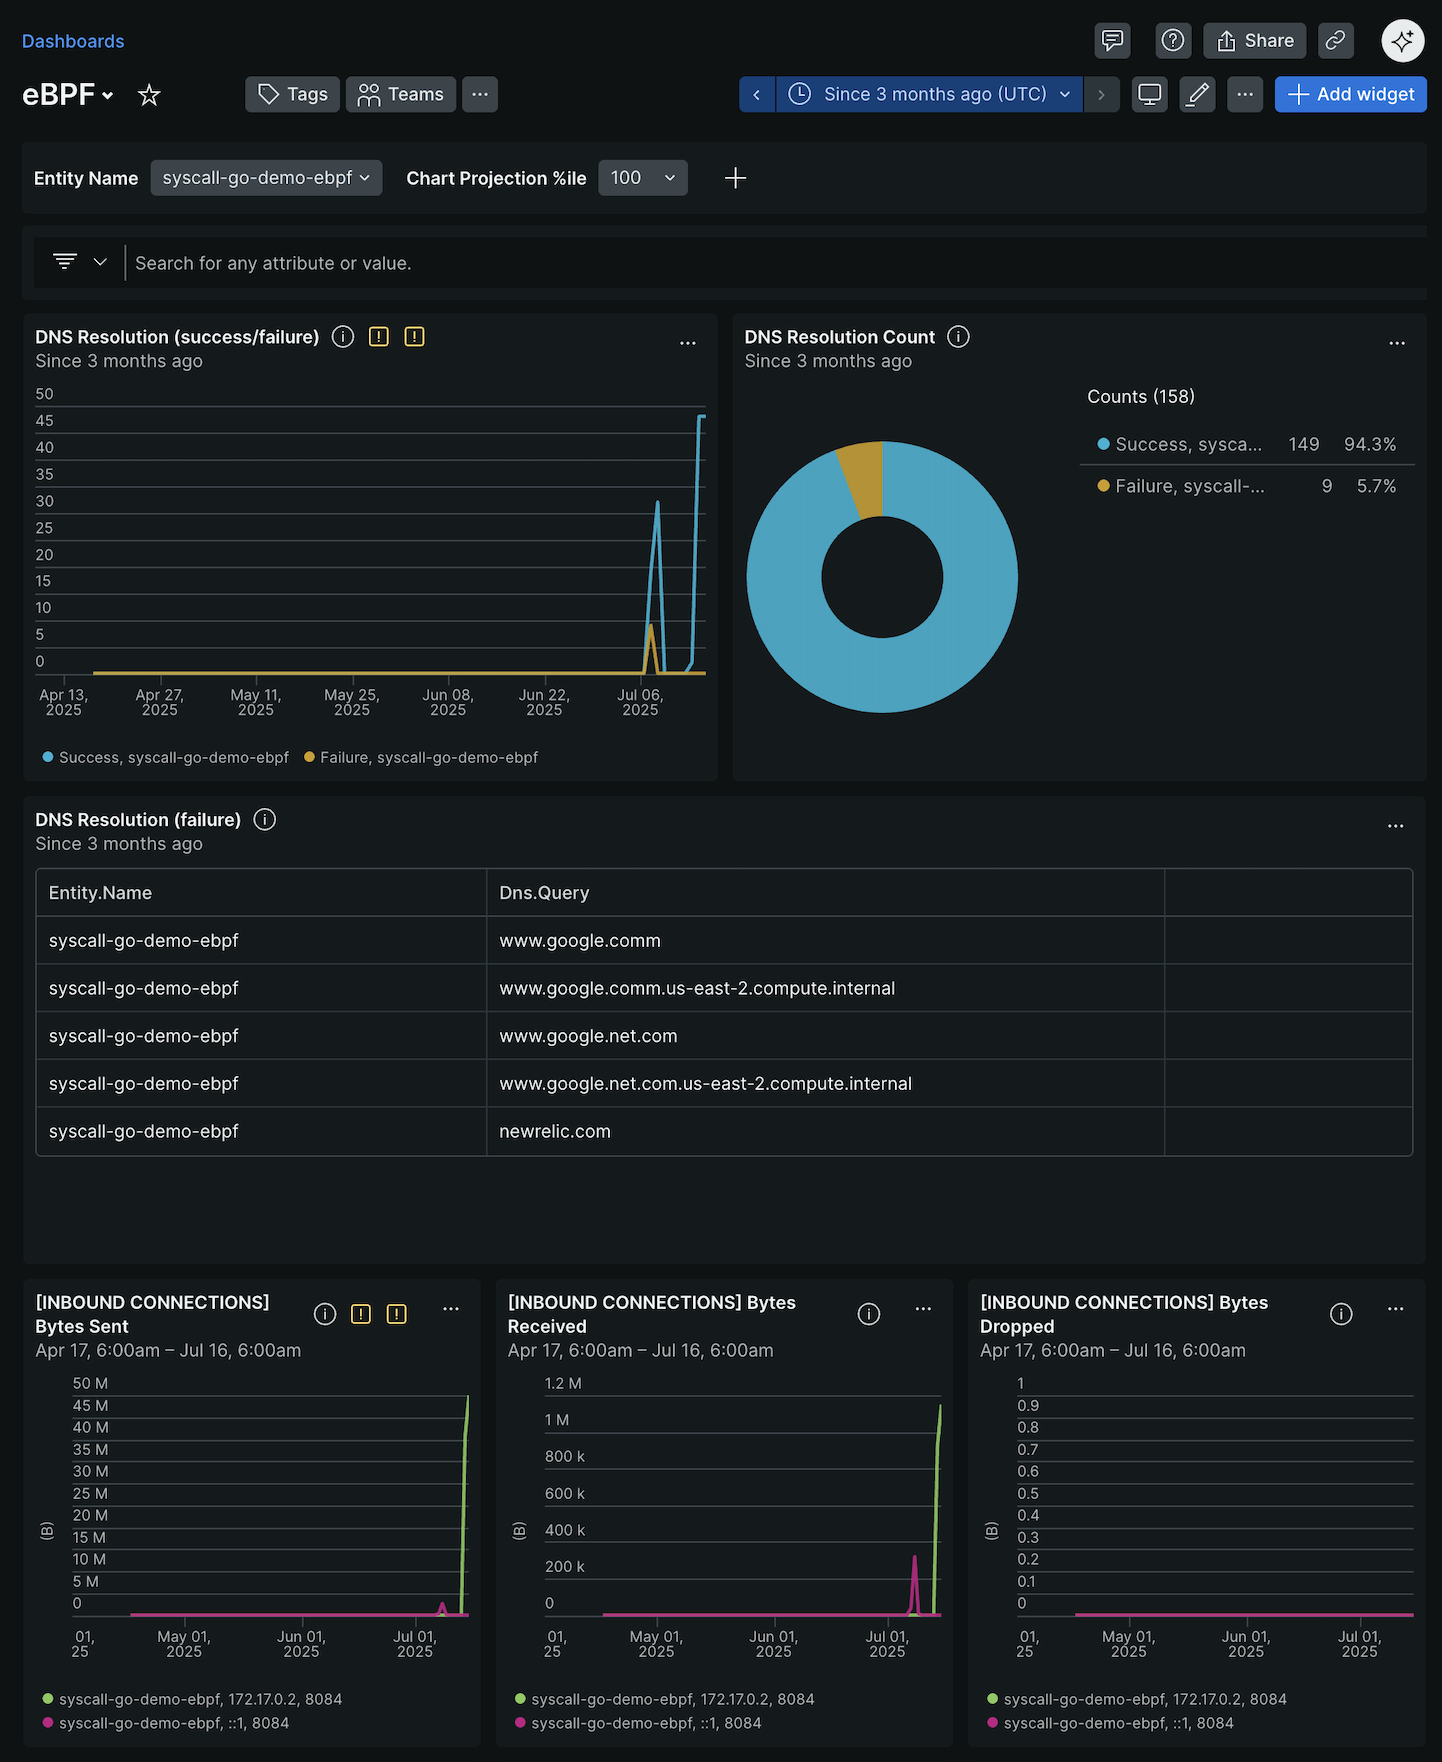 Dashboards
Share
eBPF
Tags
Teams
...
Since 3 months ago (UTC)
...
Add widget
Entity Name
syscall-go-demo-ebpf
Chart Projection %ile
100
Search for any attribute or value.
DNS Resolution (success/failure)
...
Since 3 months ago
50
45
40
35
30
25
20
15
10
5
0
Apr 13,
2025
Apr 27,
2025
May 11,
2025
May 25,
2025
Jun 08,
2025
Jun 22,
2025
Jul 06,
2025
Success, syscall-go-demo-ebpf
Failure, syscall-go-demo-ebpf
DNS Resolution Count
...
Since 3 months ago
Counts (158)
Success, sysca... 149 94.3%
Failure, syscall-... 9 5.7%
DNS Resolution (failure)
...
Since 3 months ago
Entity.Name Dns.Query
syscall-go-demo-ebpf www.google.comm
syscall-go-demo-ebpf www.google.comm.us-east-2.compute.internal
syscall-go-demo-ebpf www.google.net.com
syscall-go-demo-ebpf www.google.net.com.us-east-2.compute.internal
syscall-go-demo-ebpf newrelic.com
[INBOUND CONNECTIONS]
Bytes Sent
...
Apr 17, 6:00am – Jul 16, 6:00am
50 M
45 M
40 M
35 M
30 M
25 M
20 M
15 M
10 M
5 M
0
(B)
01,
25
May 01,
2025
Jun 01,
2025
Jul 01,
2025
syscall-go-demo-ebpf, 172.17.0.2, 8084
syscall-go-demo-ebpf, ::1, 8084
[INBOUND CONNECTIONS] Bytes
Received
...
Apr 17, 6:00am – Jul 16, 6:00am
1.2 M
1 M
800 k
600 k
400 k
200 k
0
(B)
01,
25
May 01,
2025
Jun 01,
2025
Jul 01,
2025
syscall-go-demo-ebpf, 172.17.0.2, 8084
syscall-go-demo-ebpf, ::1, 8084
[INBOUND CONNECTIONS] Bytes
Dropped
...
Apr 17, 6:00am – Jul 16, 6:00am
1
0.9
0.8
0.7
0.6
0.5
0.4
0.3
0.2
0.1
0
(B)
01,
25
May 01,
2025
Jun 01,
2025
Jul 01,
2025
syscall-go-demo-ebpf, 172.17.0.2, 8084
syscall-go-demo-ebpf, ::1, 8084